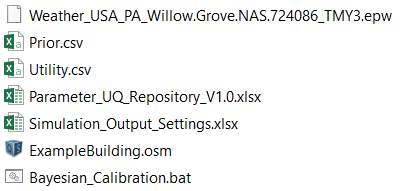 Weather_USA_PA_Willow.Grove.NAS.724086_TMY3.epw
Prior.csv
Utility.csv
Parameter_UQ_Repository_V1.0.xlsx
Simulation_Output_Settings.xlsx
ExampleBuilding.osm
Bayesian_Calibration.bat